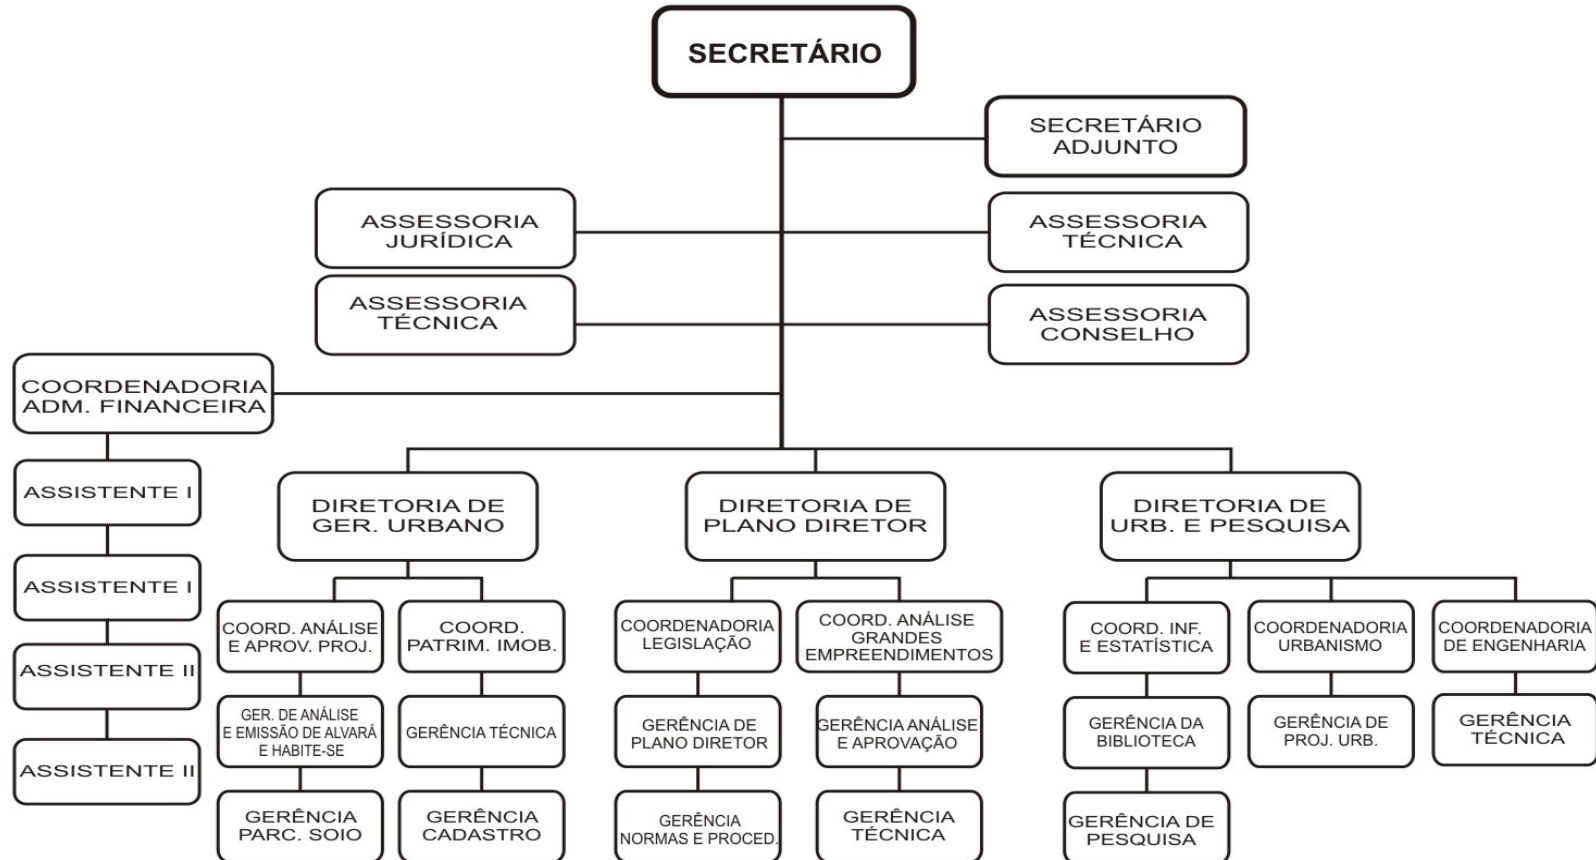 SECRETÁRIO
SECRETÁRIO
ADJUNTO
ASSESSORIA
JURÍDICA
ASSESSORIA
TÉCNICA
ASSESSORIA
TÉCNICA
ASSESSORIA
CONSELHO
COORDENADORIA
ADM. FINANCEIRA
ASSISTENTE I
ASSISTENTE I
ASSISTENTE II
ASSISTENTE II
DIRETORIA DE
GER. URBANO
DIRETORIA DE
PLANO DIRETOR
DIRETORIA DE
URB. E PESQUISA
COORD. ANÁLISE
E APROV. PROJ.
COORD.
PATRIM. IMOB.
COORDENADORIA
LEGISLAÇÃO
COORD. ANÁLISE
GRANDES
EMPREENDIMENTOS
COORD. INF.
E ESTATÍSTICA
COORDENADORIA
URBANISMO
COORDENADORIA
DE ENGENHARIA
GER. DE ANÁLISE
E EMISSÃO DE ALVARÁ
E HABITE-SE
GERÊNCIA TÉCNICA
GERÊNCIA DE
PLANO DIRETOR
GERÊNCIA ANÁLISE
E APROVAÇÃO
GERÊNCIA DA
BIBLIOTECA
GERÊNCIA DE
PROJ. URB.
GERÊNCIA
TÉCNICA
GERÊNCIA
PARC. SOIO
GERÊNCIA
CADASTRO
GERÊNCIA
NORMAS E PROCED.
GERÊNCIA
TÉCNICA
GERÊNCIA DE
PESQUISA